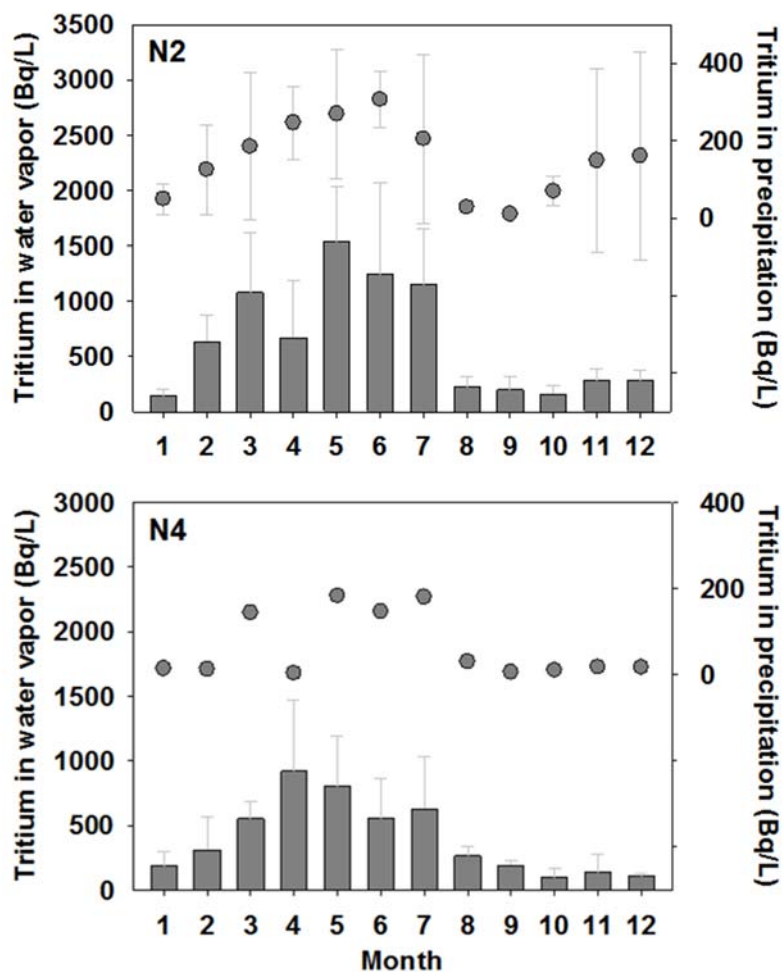 N2
Tritium in water vapor (Bq/L)
3500
3000
2500
2000
1500
1000
500
0
400
200
0
Tritium in precipitation (Bq/L)
1 2 3 4 5 6 7 8 9 10 11 12
N4
Tritium in water vapor (Bq/L)
3000
2500
2000
1500
1000
500
0
400
200
0
Tritium in precipitation (Bq/L)
1 2 3 4 5 6 7 8 9 10 11 12
Month